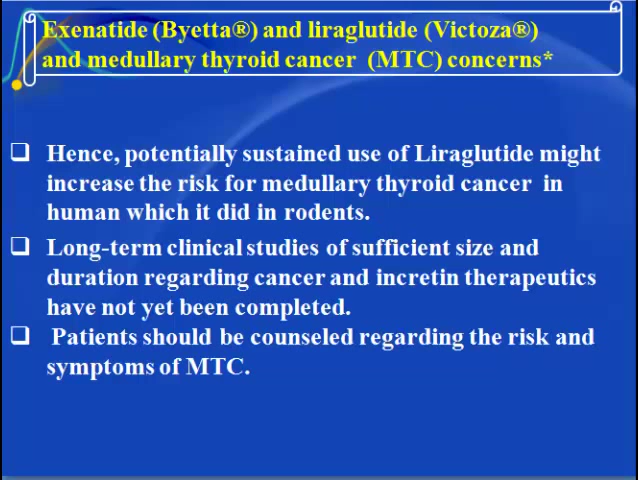 Exenatide (Byetta®) and liraglutide (Victoza®)
and medullary thyroid cancer (MTC) concerns*
❑ Hence, potentially sustained use of Liraglutide might
increase the risk for medullary thyroid cancer in
human which it did in rodents.
❑ Long-term clinical studies of sufficient size and
duration regarding cancer and incretin therapeutics
have not yet been completed.
❑ Patients should be counseled regarding the risk and
symptoms of MTC.